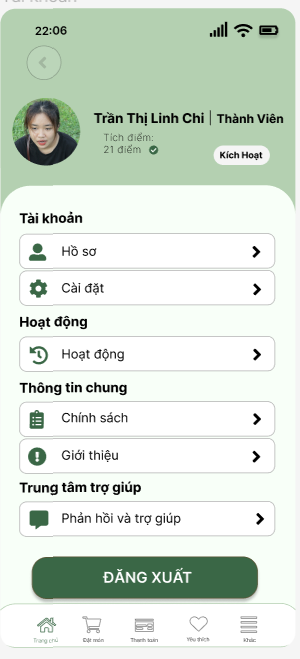 Tài khoản
22:06
Trần Thị Linh Chi | Thành Viên
Tích điểm:
21 điểm
Kích Hoạt
Tài khoản
Hồ sơ
Cài đặt
Hoạt động
Hoạt động
Thông tin chung
Chính sách
Giới thiệu
Trung tâm trợ giúp
Phản hồi và trợ giúp
ĐĂNG XUẤT
Trang chủ
Đặt món
Thanh toán
Yêu thích
Khác